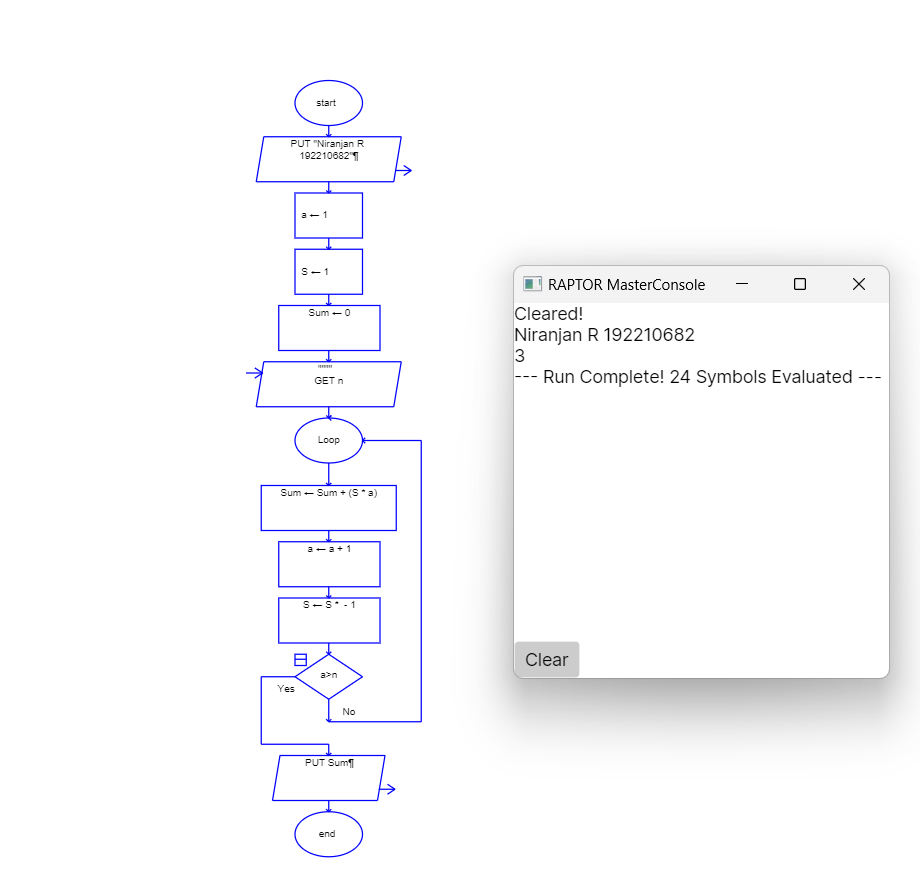 start
PUT "Niranjan R
192210682"¶
a ← 1
S ← 1
Sum ← 0
""""
GET n
Loop
Sum ← Sum + (S * a)
a ← a + 1
S ← S * - 1
a>n
Yes
No
PUT Sum¶
end
RAPTOR MasterConsole
Cleared!
Niranjan R 192210682
3
--- Run Complete! 24 Symbols Evaluated ---
Clear